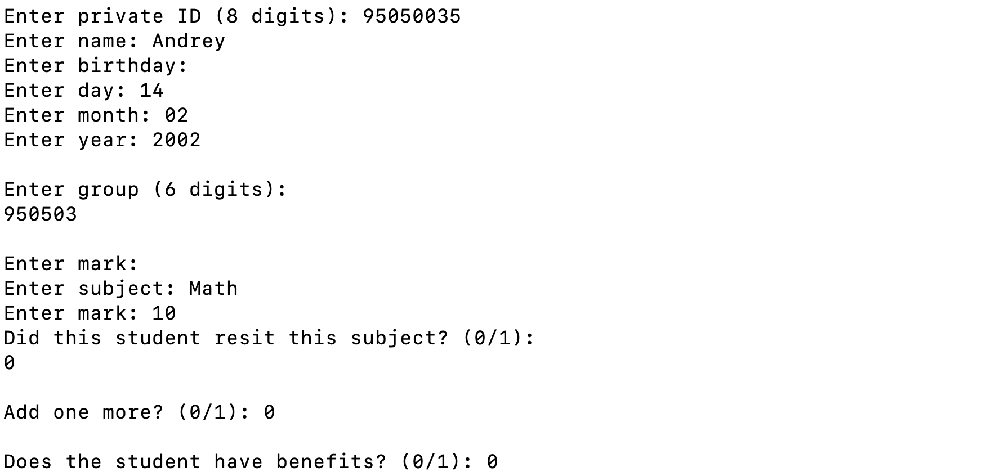 Enter private ID (8 digits): 95050035
Enter name: Andrey
Enter birthday:
Enter day: 14
Enter month: 02
Enter year: 2002
Enter group (6 digits):
950503
Enter mark:
Enter subject: Math
Enter mark: 10
Did this student resit this subject? (0/1):
0
Add one more? (0/1): 0
Does the student have benefits? (0/1): 0